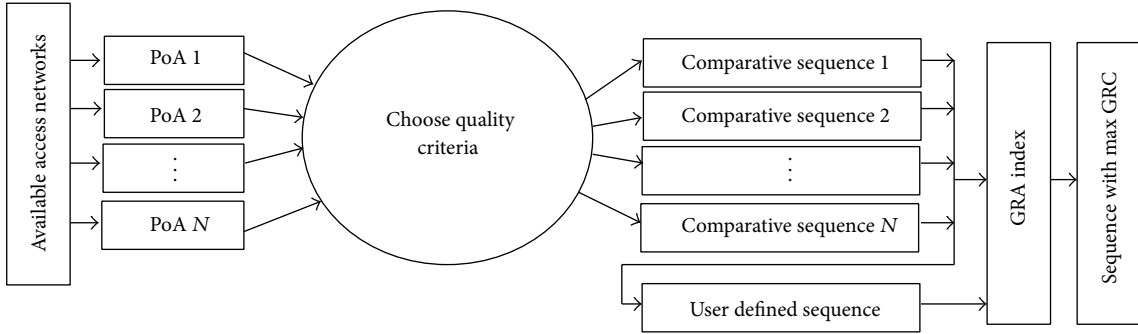 Available access networks
PoA 1
PoA 2
⋮
PoA N
Choose quality
criteria
Comparative sequence 1
Comparative sequence 2
⋮
Comparative sequence N
User defined sequence
GRA index
Sequence with max GRC